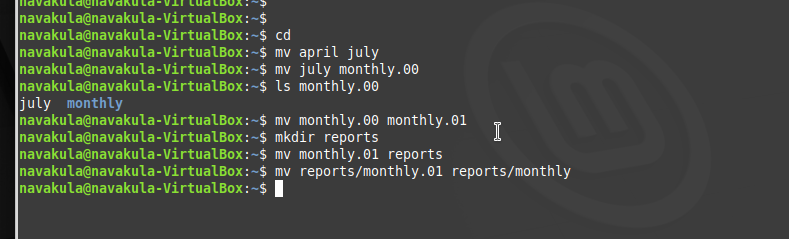 navakula@navakula-VirtualBox:~$
navakula@navakula-VirtualBox:~$
navakula@navakula-VirtualBox:~$ cd
navakula@navakula-VirtualBox:~$ mv april july
navakula@navakula-VirtualBox:~$ mv july monthly.00
navakula@navakula-VirtualBox:~$ ls monthly.00
july  monthly
navakula@navakula-VirtualBox:~$ mv monthly.00 monthly.01
navakula@navakula-VirtualBox:~$ mkdir reports
navakula@navakula-VirtualBox:~$ mv monthly.01 reports
navakula@navakula-VirtualBox:~$ mv reports/monthly.01 reports/monthly
navakula@navakula-VirtualBox:~$